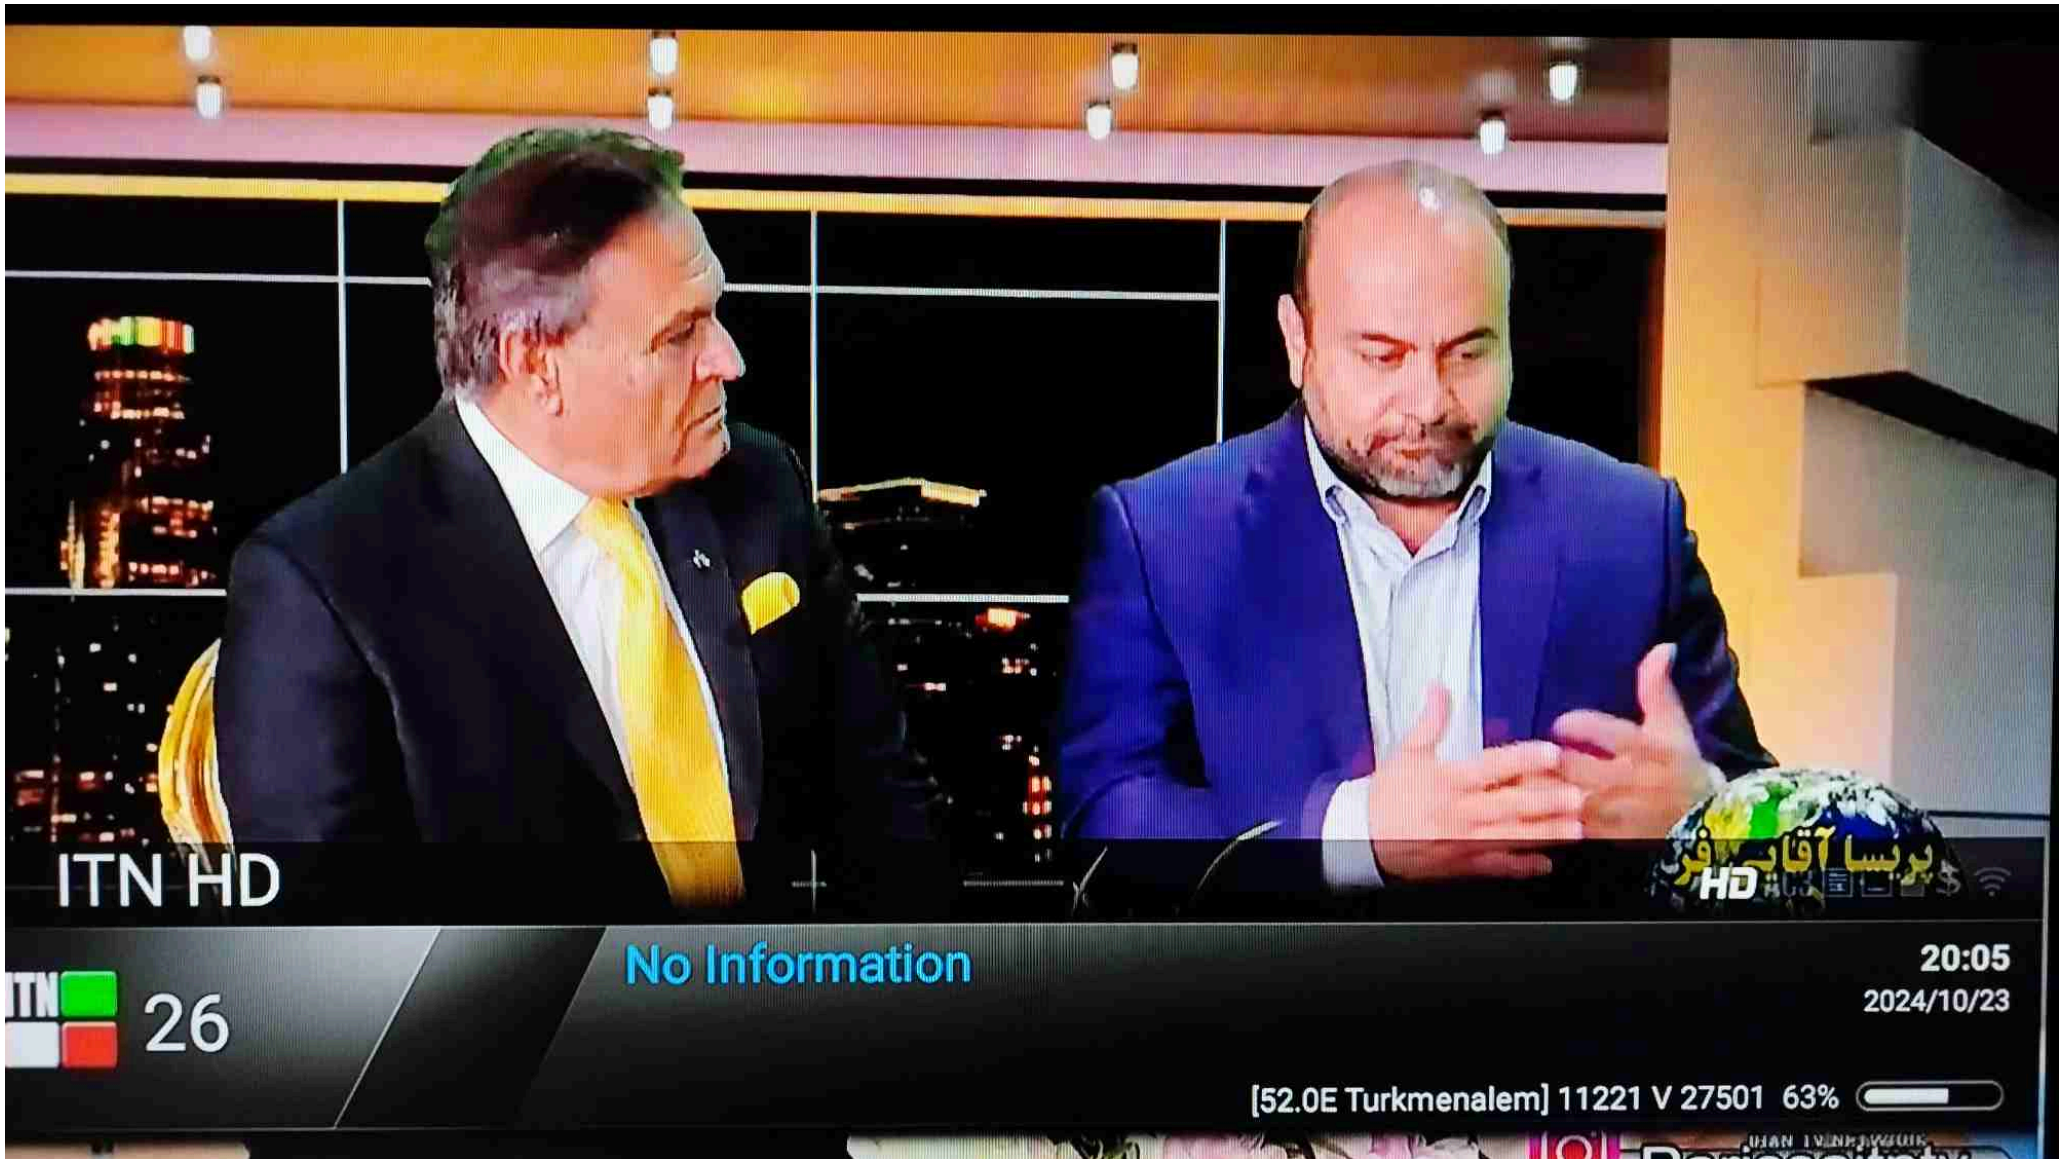 ITN HD
پریسا آقایی فر
HD
ITN
26
No Information
20:05
2024/10/23
[52.0E Turkmenalem] 11221 V 27501 63%